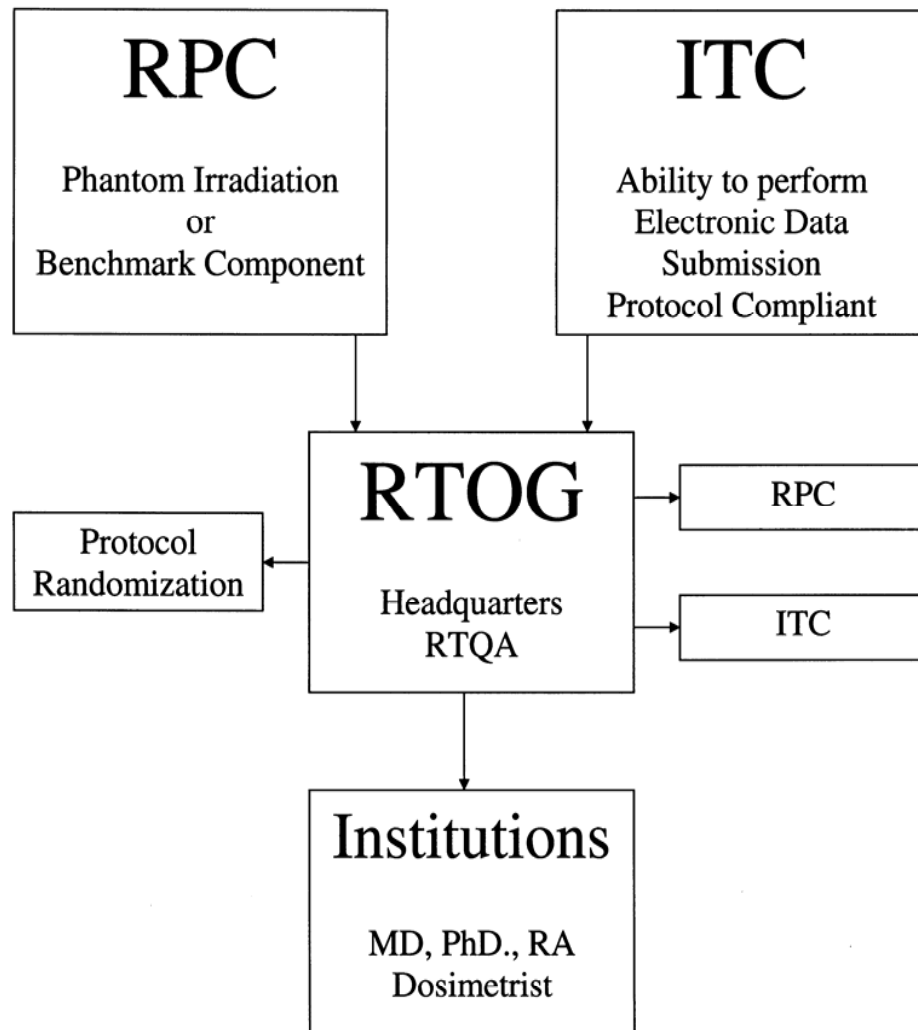 RPC
Phantom Irradiation
or
Benchmark Component
ITC
Ability to perform
Electronic Data
Submission
Protocol Compliant
RTOG
Headquarters
RTQA
Protocol
Randomization
RPC
ITC
Institutions
MD, PhD., RA
Dosimetrist